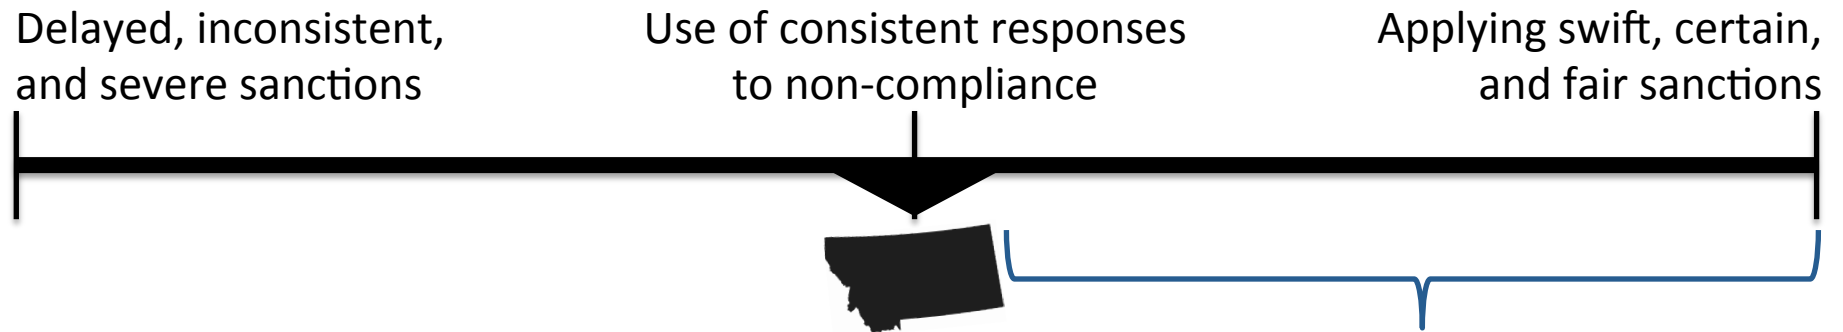 Delayed, inconsistent,
and severe sanctions
Use of consistent responses
to non-compliance
Applying swift, certain,
and fair sanctions